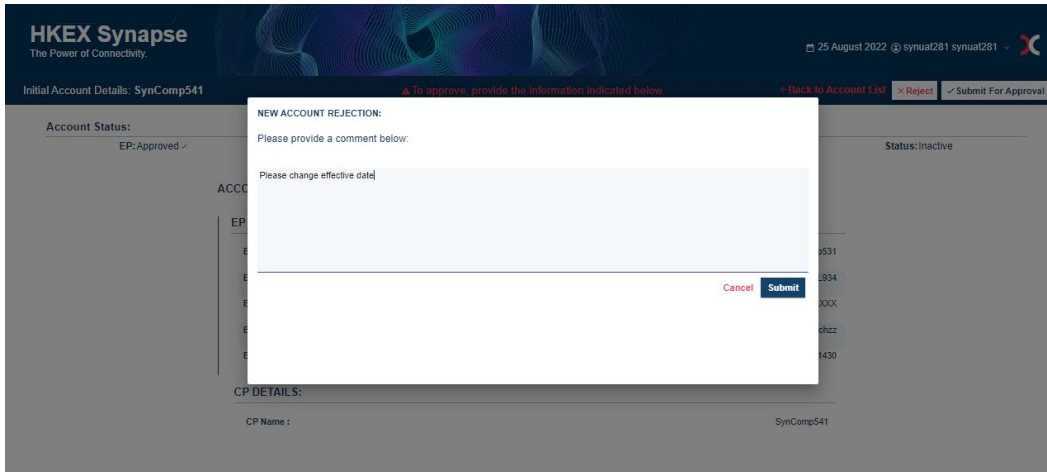 HKEX Synapse
The Power of Connectivity.
25 August 2022 synuat281 synuat281
Initial Account Details: SynComp541
To approve, provide the information indicated below.
Back to Account List
Reject
Submit For Approval
Account Status:
EP:Approved
Status:Inactive
NEW ACCOUNT REJECTION:
Please provide a comment below:
Please change effective date
Cancel
Submit
ACCO
EP
CP DETAILS:
CP Name :
SynComp541